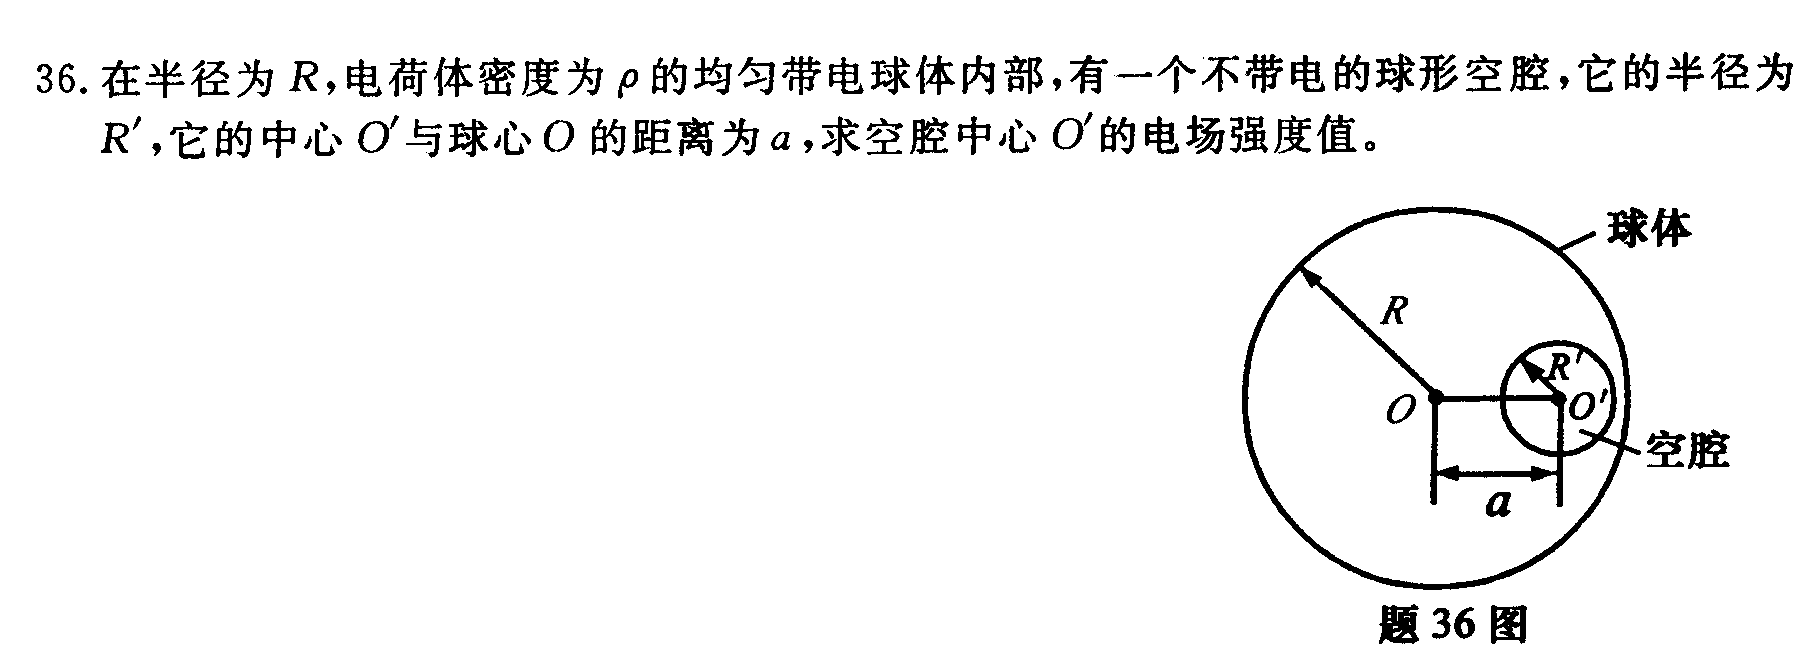 36. 在半径为 R,电荷体密度为 ρ 的均匀带电球体内部,有一个不带电的球形空腔,它的半径为
R′,它的中心 O′与球心 O 的距离为 a,求空腔中心 O′的电场强度值。
球体
R
R′
O
O′
空腔
a
题 36 图